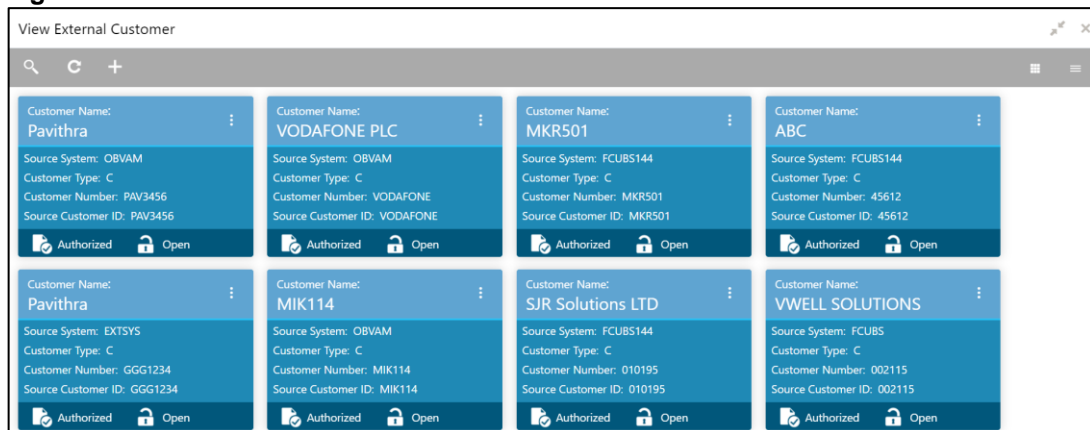 View External Customer
Customer Name:
Pavithra
Source System: OBVAM
Customer Type: C
Customer Number: PAV3456
Source Customer ID: PAV3456
Authorized Open
Customer Name:
VODAFONE PLC
Source System: OBVAM
Customer Type: C
Customer Number: VODAFONE
Source Customer ID: VODAFONE
Authorized Open
Customer Name:
MKR501
Source System: FCUBS144
Customer Type: C
Customer Number: MKR501
Source Customer ID: MKR501
Authorized Open
Customer Name:
ABC
Source System: FCUBS144
Customer Type: C
Customer Number: 45612
Source Customer ID: 45612
Authorized Open
Customer Name:
Pavithra
Source System: EXTSYS
Customer Type: C
Customer Number: GGG1234
Source Customer ID: GGG1234
Authorized Open
Customer Name:
MIK114
Source System: OBVAM
Customer Type: C
Customer Number: MIK114
Source Customer ID: MIK114
Authorized Open
Customer Name:
SJR Solutions LTD
Source System: FCUBS144
Customer Type: C
Customer Number: 010195
Source Customer ID: 010195
Authorized Open
Customer Name:
VWELL SOLUTIONS
Source System: FCUBS
Customer Type: C
Customer Number: 002115
Source Customer ID: 002115
Authorized Open